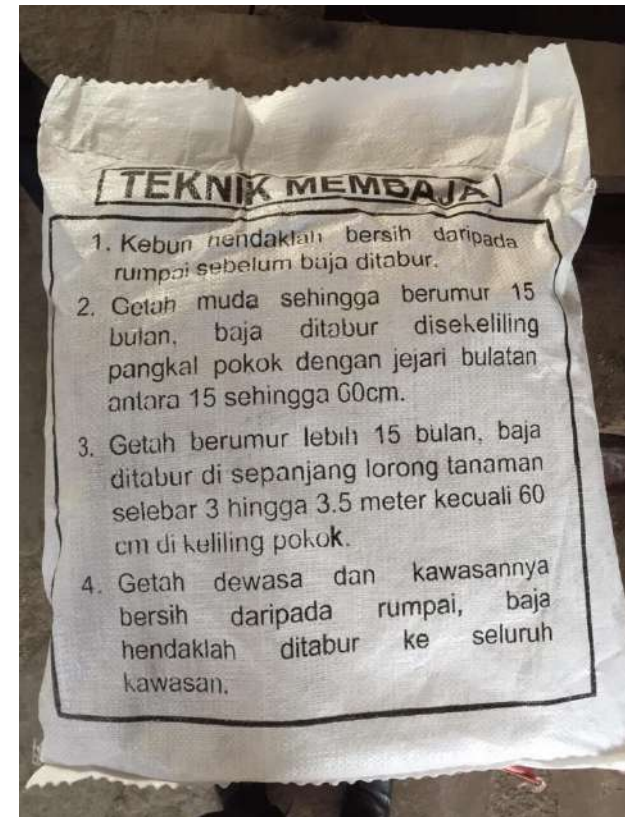 TEKNIK MEMBAJA
1. Kebun hendaklah bersih daripada
rumpai sebelum baja ditabur.
2. Getah muda sehingga berumur 15
bulan, baja ditabur disekeliling
pangkal pokok dengan jejari bulatan
antara 15 sehingga 60cm.
3. Getah berumur lebih 15 bulan, baja
ditabur di sepanjang lorong tanaman
selebar 3 hingga 3.5 meter kecuali 60
cm di keliling pokok.
4. Getah dewasa dan kawasannya
bersih daripada rumpai, baja
hendaklah ditabur ke seluruh
kawasan.